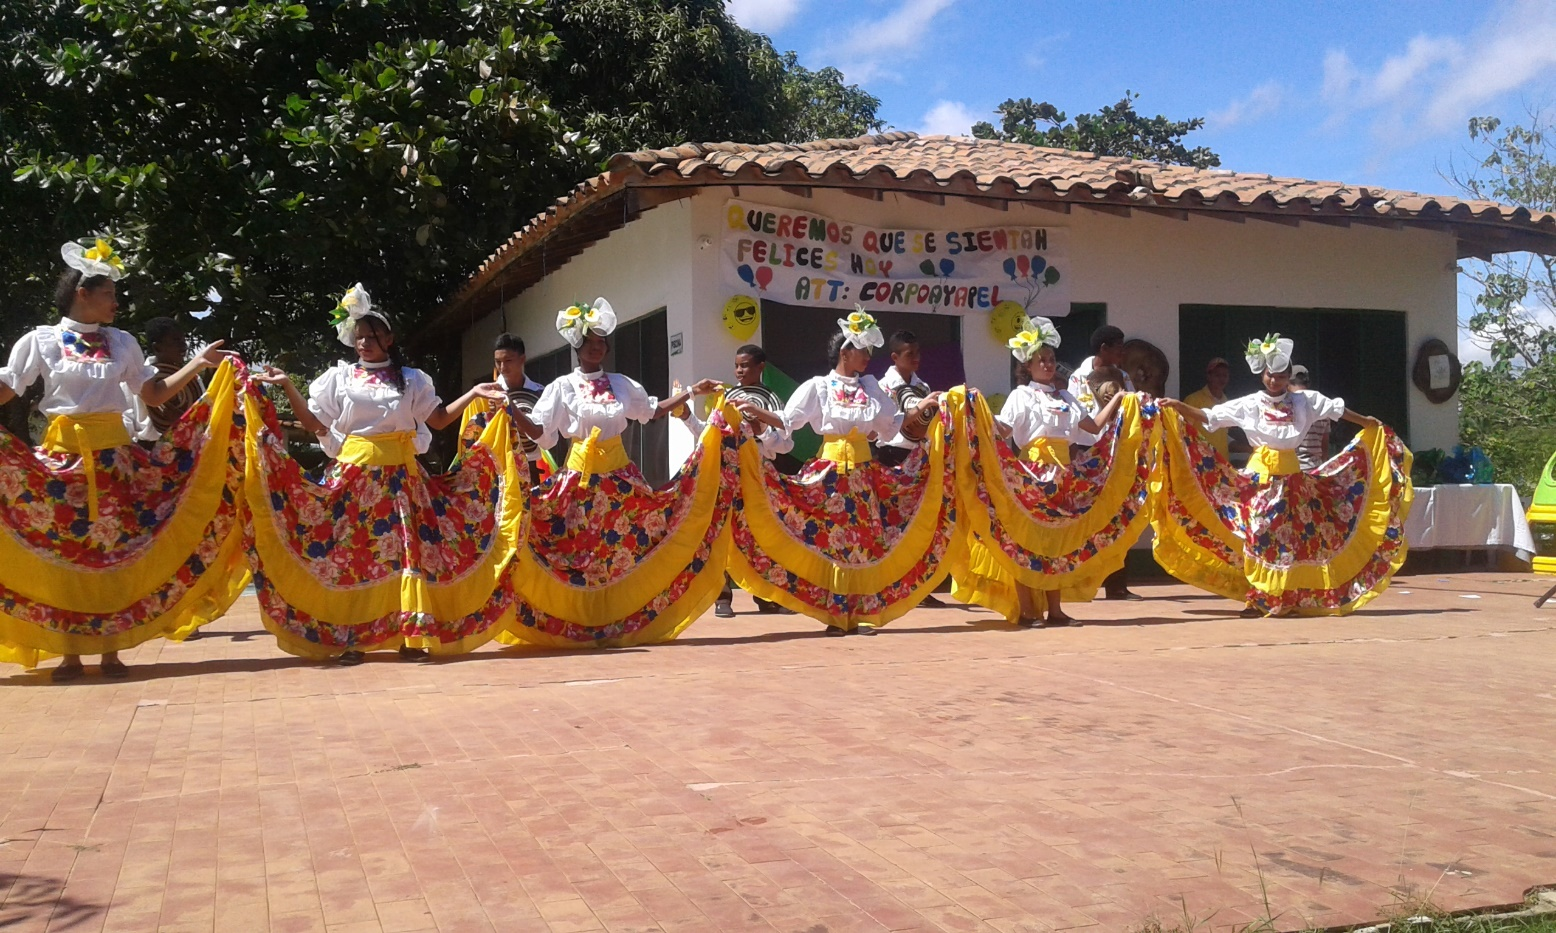 QUEREMOS QUE SE SIENTAN
FELICES HOY
ATT: CORPOAYAPEL